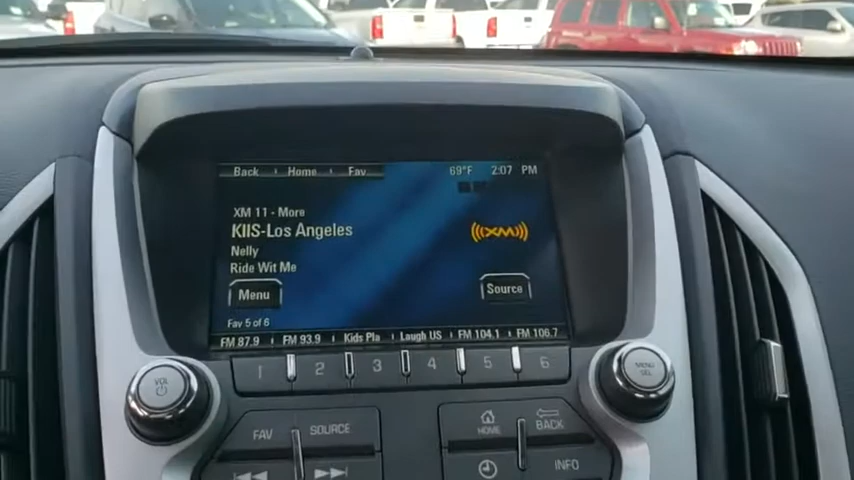 Back Home Fav 69°F 2:07 PM
XM 11 - More
KIIS-Los Angeles
((((XM))))
Nelly
Ride Wit Me
Menu
Source
Fav 5 of 6
FM 87.9 FM 93.9 Kids Pla Laugh US FM 104.1 FM 106.7
1 2 3 4 5 6
VOL
MENU
SEL
FAV SOURCE HOME BACK
INFO